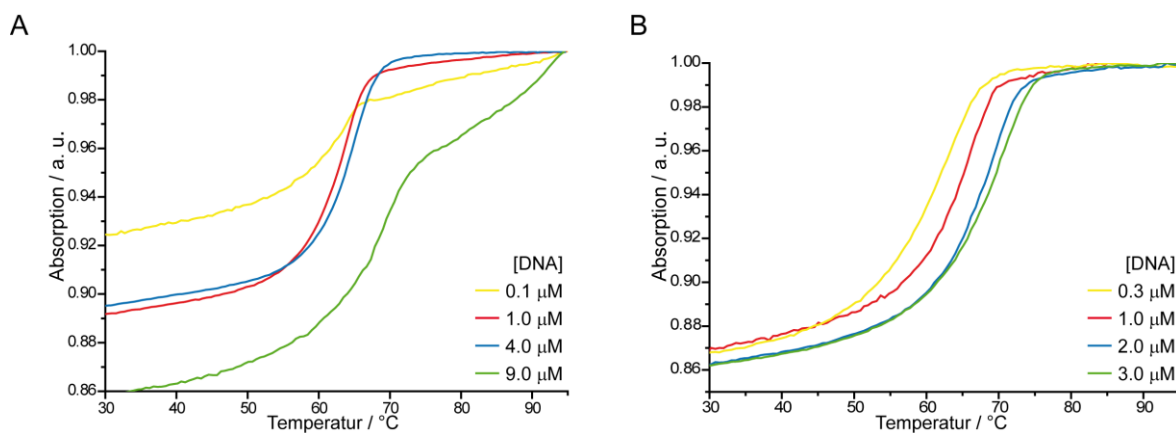 A
Absorption / a. u.
1.00
0.98
0.96
0.94
0.92
0.90
0.88
0.86
30 40 50 60 70 80 90
Temperatur / °C
[DNA]
0.1 µM
1.0 µM
4.0 µM
9.0 µM
B
Absorption / a. u.
1.00
0.98
0.96
0.94
0.92
0.90
0.88
0.86
30 40 50 60 70 80 90
Temperatur / °C
[DNA]
0.3 µM
1.0 µM
2.0 µM
3.0 µM